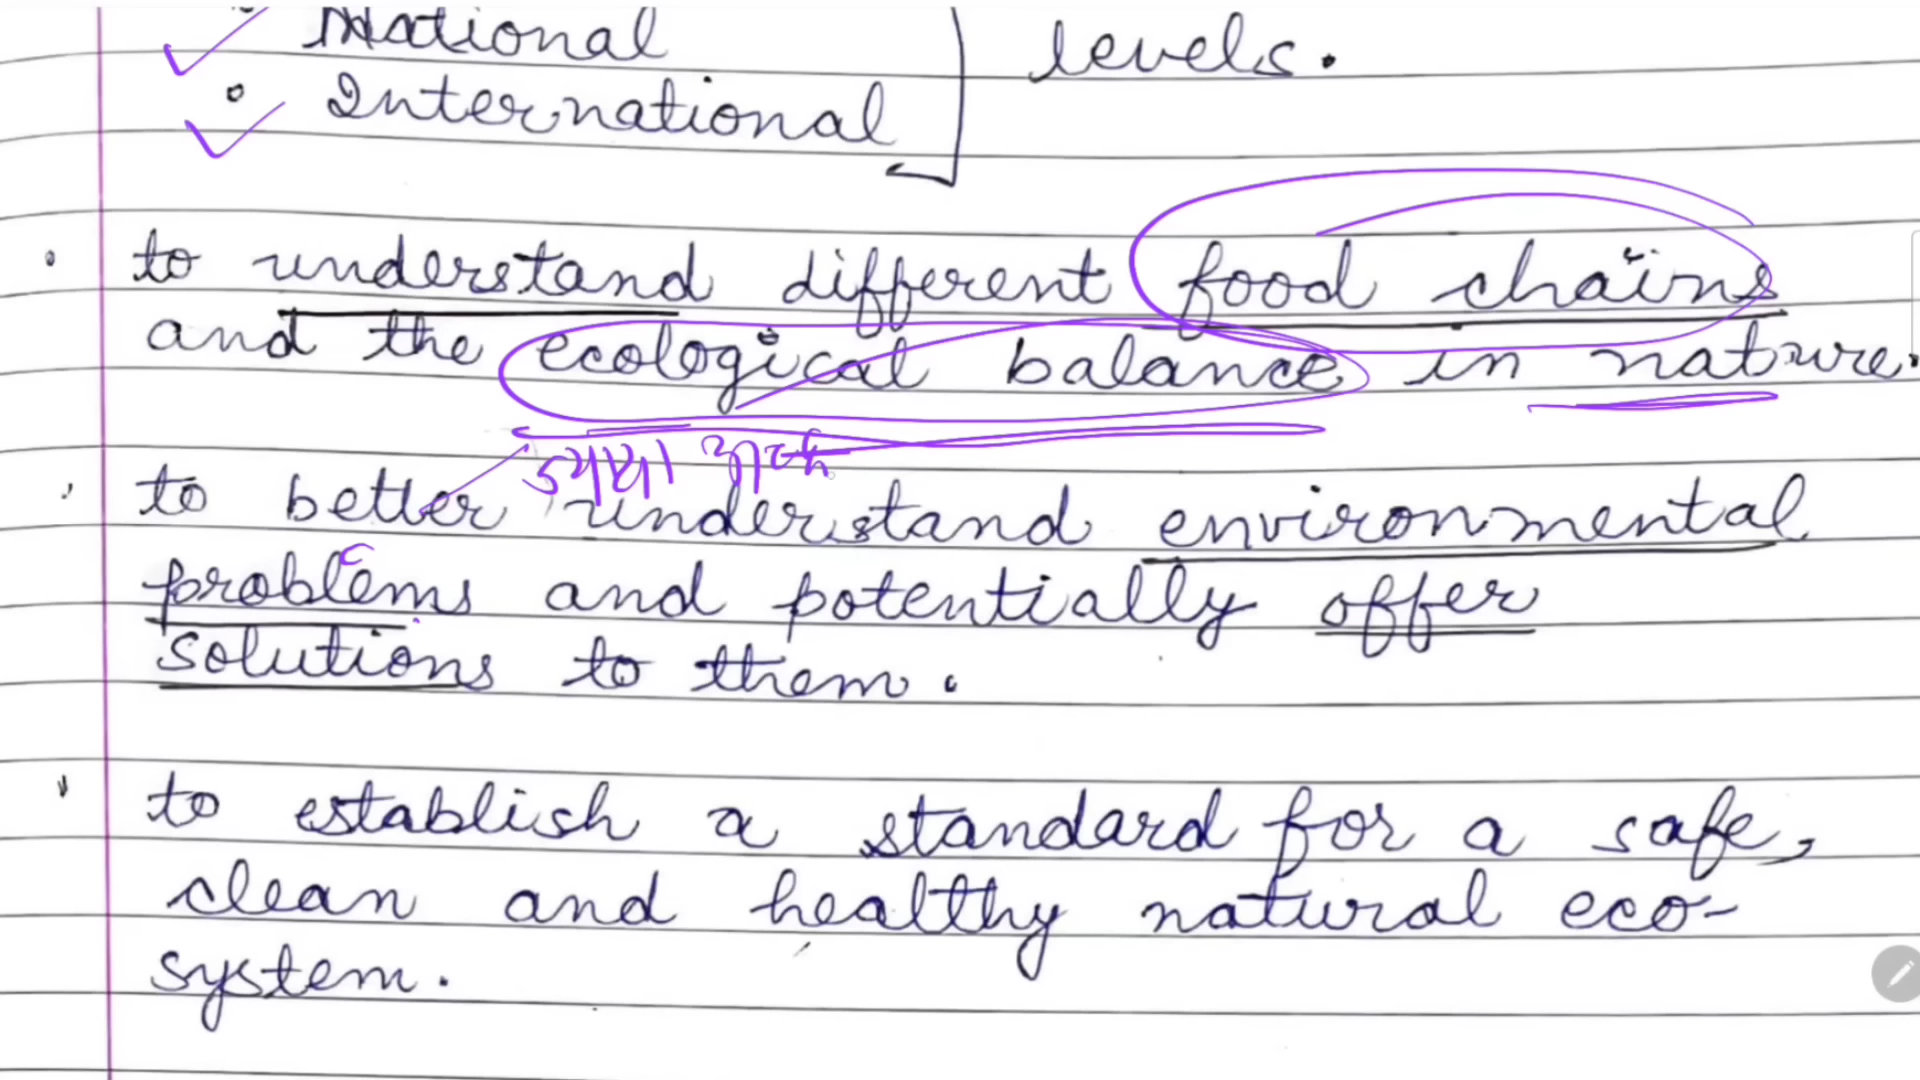 National
• International
levels.
• to understand different food chains
and the ecological balance in nature.
• to better understand environmental
problems and potentially offer
solutions to them.
• to establish a standard for a safe,
clean and healthy natural eco-
system.